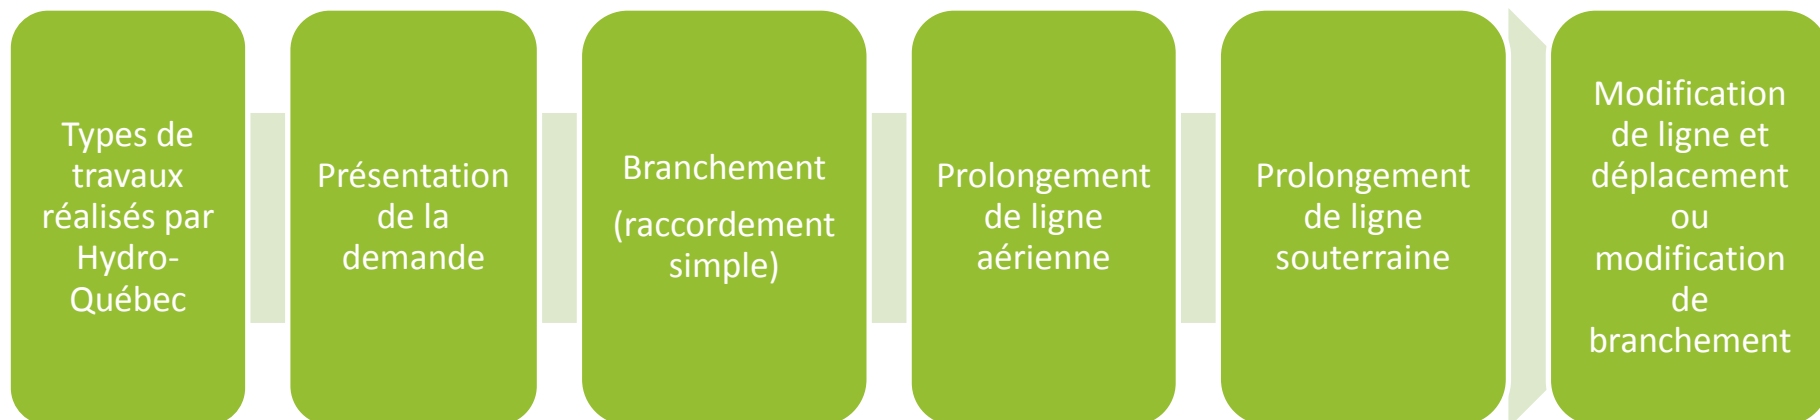 Types de
travaux
réalisés par
Hydro-
Québec
Présentation
de la
demande
Branchement
(raccordement
simple)
Prolongement
de ligne
aérienne
Prolongement
de ligne
souterraine
Modification
de ligne et
déplacement
ou
modification
de
branchement